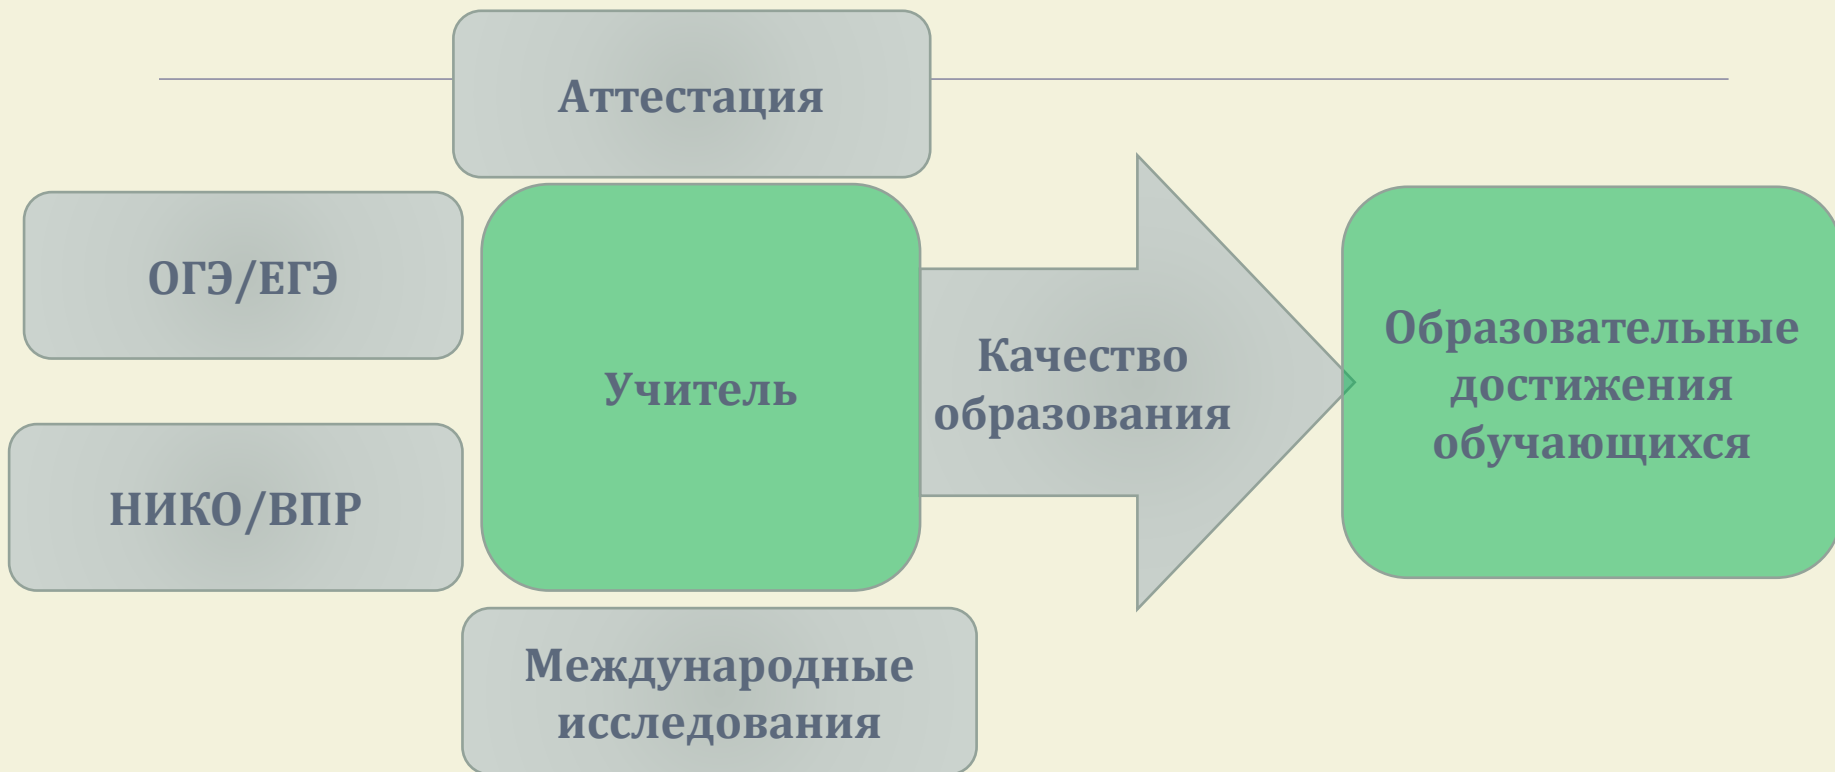 Аттестация
ОГЭ/ЕГЭ
НИКО/ВПР
Учитель
Международные
исследования
Качество
образования
Образовательные
достижения
обучающихся